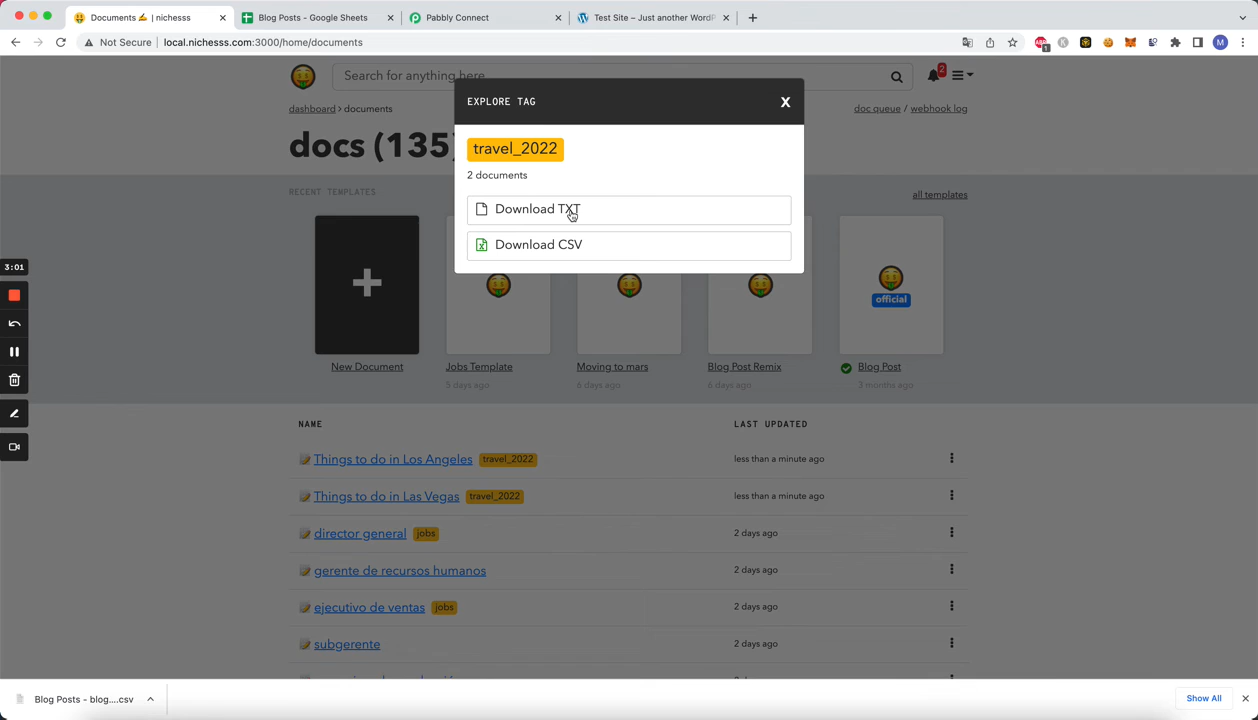 Documents ✍️ | nichesss
Blog Posts - Google Sheets
Pabbly Connect
Test Site – Just another WordP
Not Secure | local.nichesss.com:3000/home/documents
ABP
1
M
Search for anything here
2
dashboard > documents
doc queue / webhook log
docs (135)
EXPLORE TAG
X
travel_2022
2 documents
Download TXT
Download CSV
RECENT TEMPLATES
all templates
3:01
official
New Document
Jobs Template
5 days ago
Moving to mars
6 days ago
Blog Post Remix
6 days ago
Blog Post
3 months ago
NAME
LAST UPDATED
Things to do in Los Angeles travel_2022 less than a minute ago
Things to do in Las Vegas travel_2022 less than a minute ago
director general jobs 2 days ago
gerente de recursos humanos 2 days ago
ejecutivo de ventas jobs 2 days ago
subgerente 2 days ago
Blog Posts - blog....csv
Show All